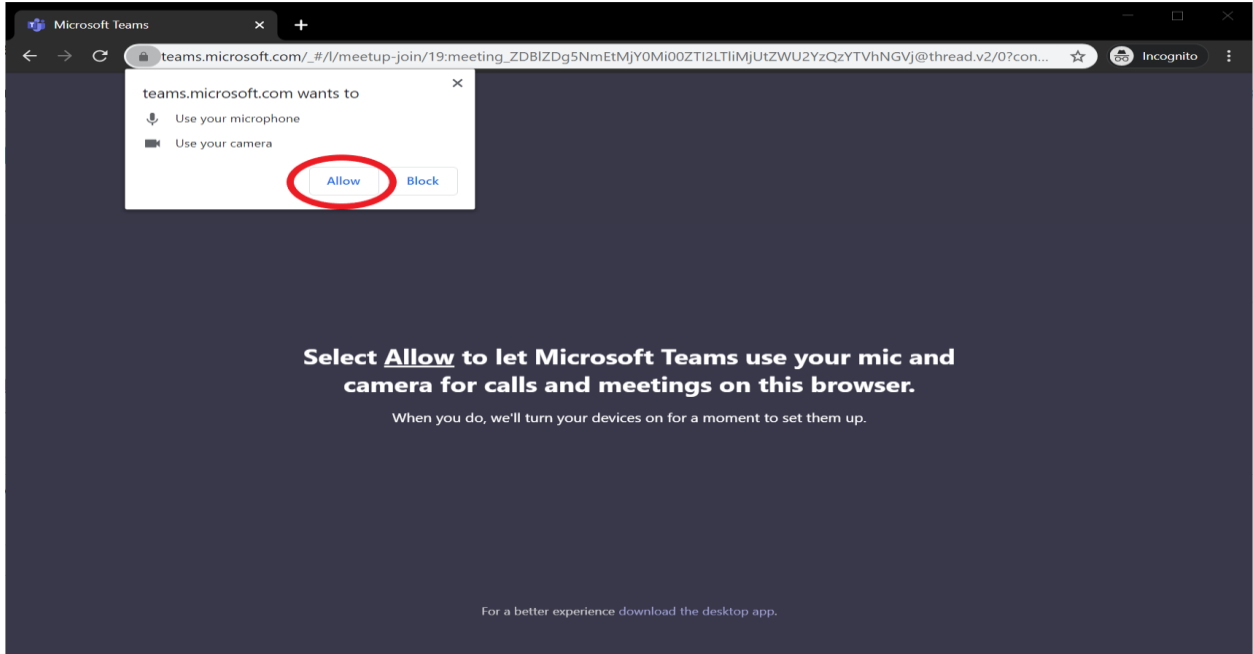 Microsoft Teams
teams.microsoft.com/_#/l/meetup-join/19:meeting_ZDBlZDg5NmEtMjY0Mi00ZTI2LTliMjUtZWU2YzQzYTVhNGVj@thread.v2/0?con...
Incognito
teams.microsoft.com wants to
Use your microphone
Use your camera
Allow Block
Select Allow to let Microsoft Teams use your mic and
camera for calls and meetings on this browser.
When you do, we'll turn your devices on for a moment to set them up.
For a better experience download the desktop app.